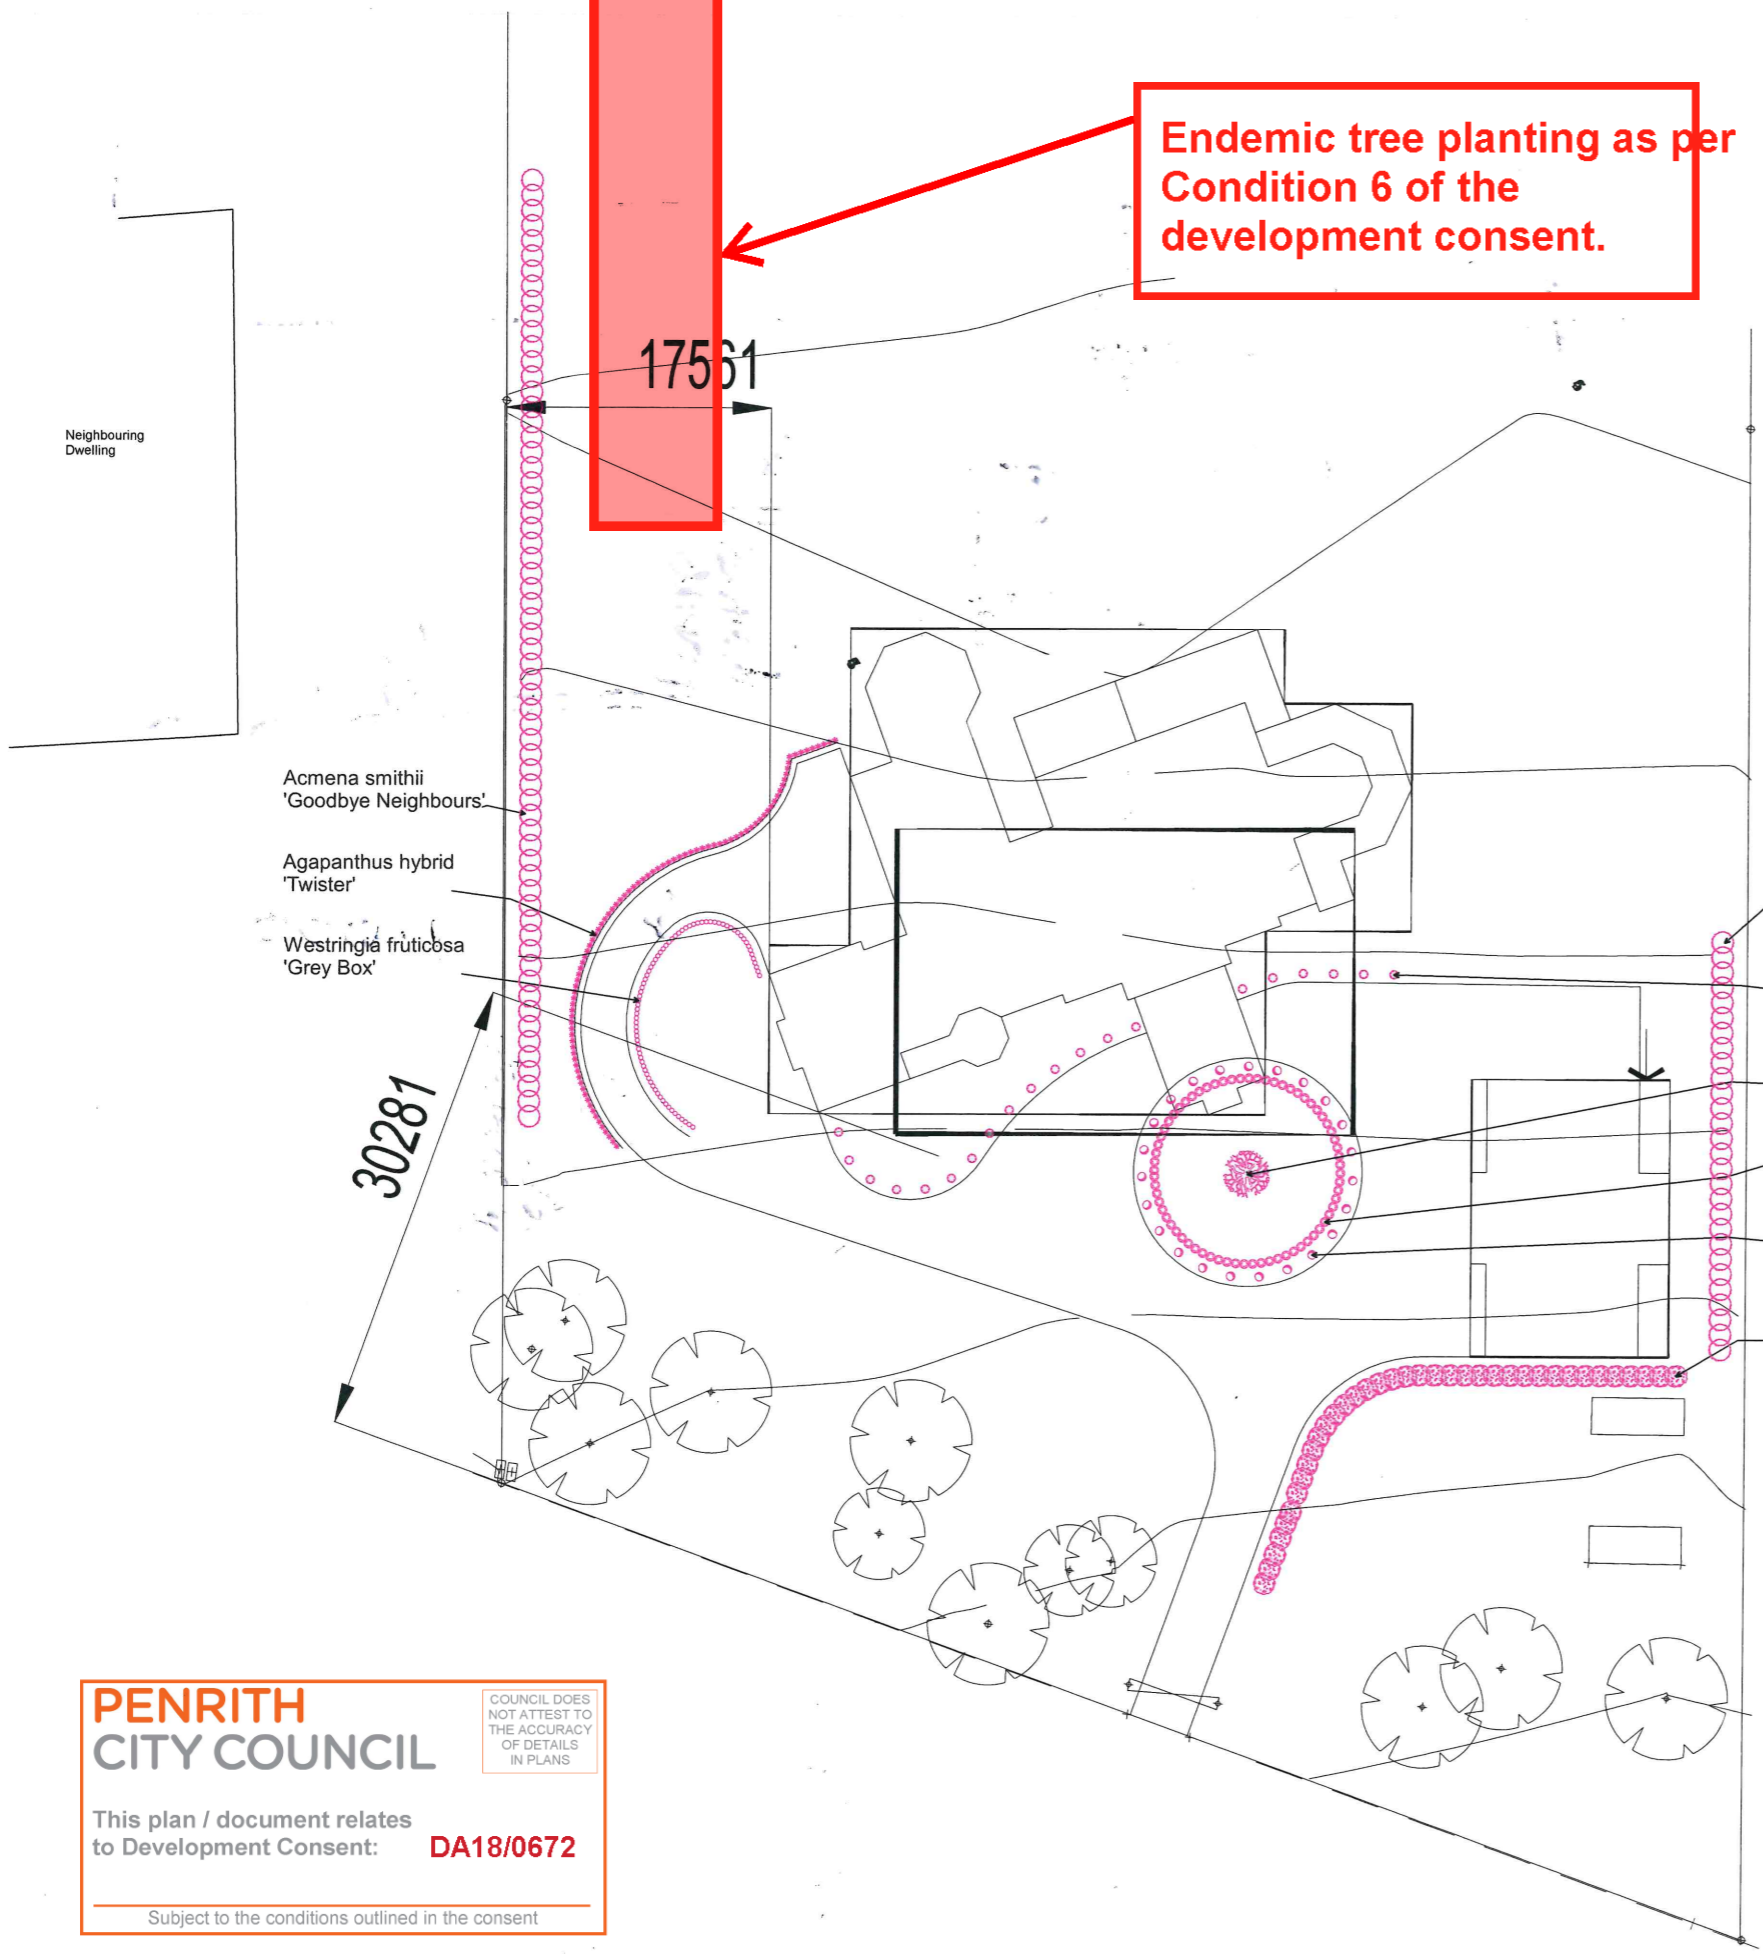 Endemic tree planting as per
Condition 6 of the
development consent.
17561
Neighbouring
Dwelling
Acmena smithii
'Goodbye Neighbours'
Agapanthus hybrid
'Twister'
Westringia fruticosa
'Grey Box'
30281
PENRITH
CITY COUNCIL
COUNCIL DOES
NOT ATTEST TO
THE ACCURACY
OF DETAILS
IN PLANS
This plan / document relates
to Development Consent: DA18/0672
Subject to the conditions outlined in the consent